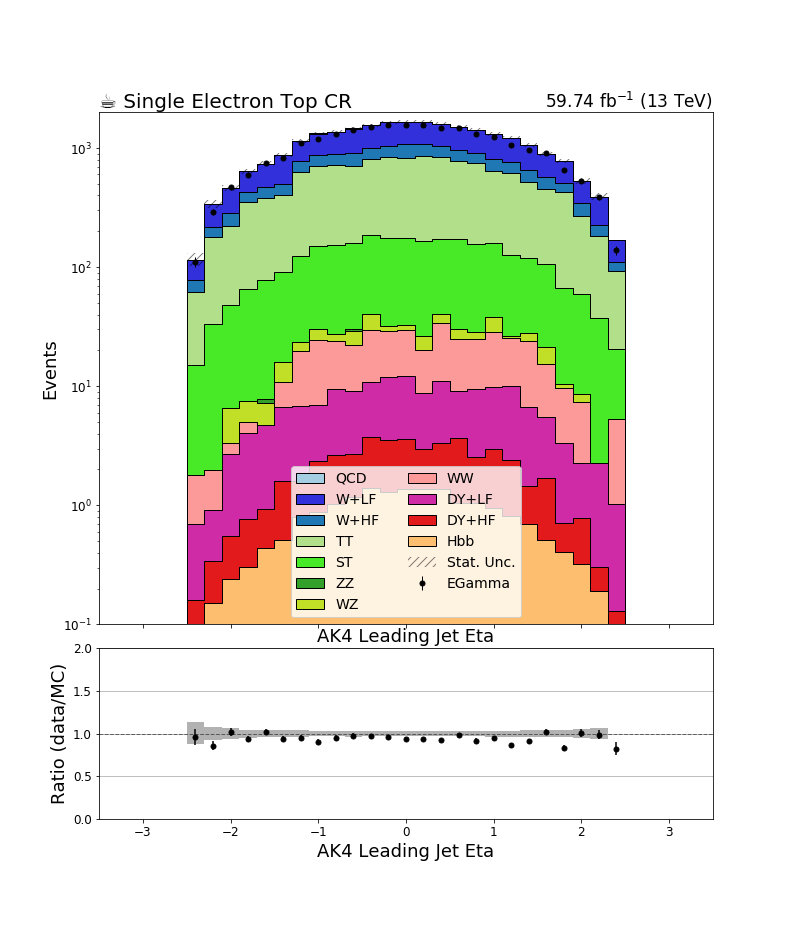 ☕ Single Electron Top CR
59.74 fb⁻¹ (13 TeV)
Events
10³
10²
10¹
10⁰
10⁻¹
QCD
W+LF
W+HF
TT
ST
ZZ
WZ
WW
DY+LF
DY+HF
Hbb
Stat. Unc.
EGamma
AK4 Leading Jet Eta
Ratio (data/MC)
2.0
1.5
1.0
0.5
0.0
−3 −2 −1 0 1 2 3
AK4 Leading Jet Eta